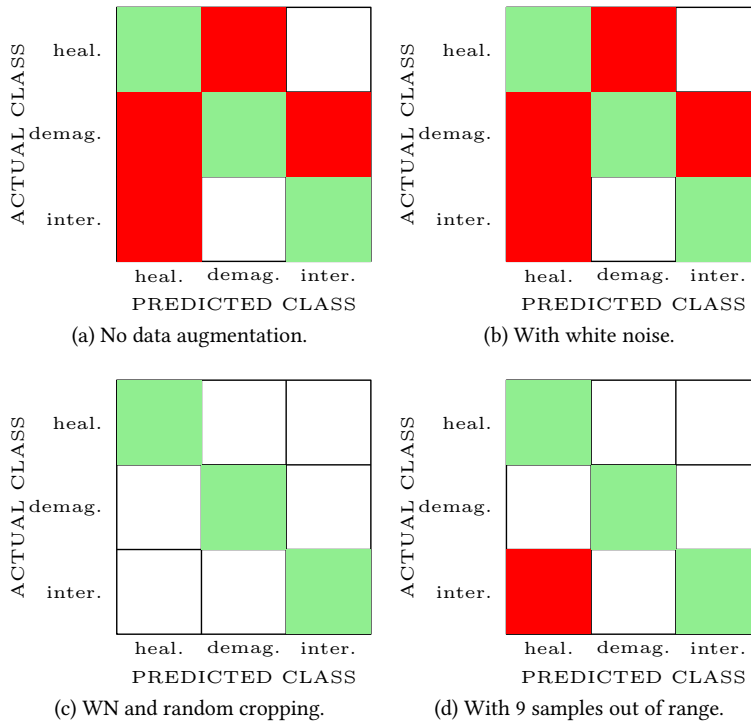 ACTUAL CLASS
heal.
demag.
inter.
heal. demag. inter.
PREDICTED CLASS
(a) No data augmentation.
ACTUAL CLASS
heal.
demag.
inter.
heal. demag. inter.
PREDICTED CLASS
(b) With white noise.
ACTUAL CLASS
heal.
demag.
inter.
heal. demag. inter.
PREDICTED CLASS
(c) WN and random cropping.
ACTUAL CLASS
heal.
demag.
inter.
heal. demag. inter.
PREDICTED CLASS
(d) With 9 samples out of range.